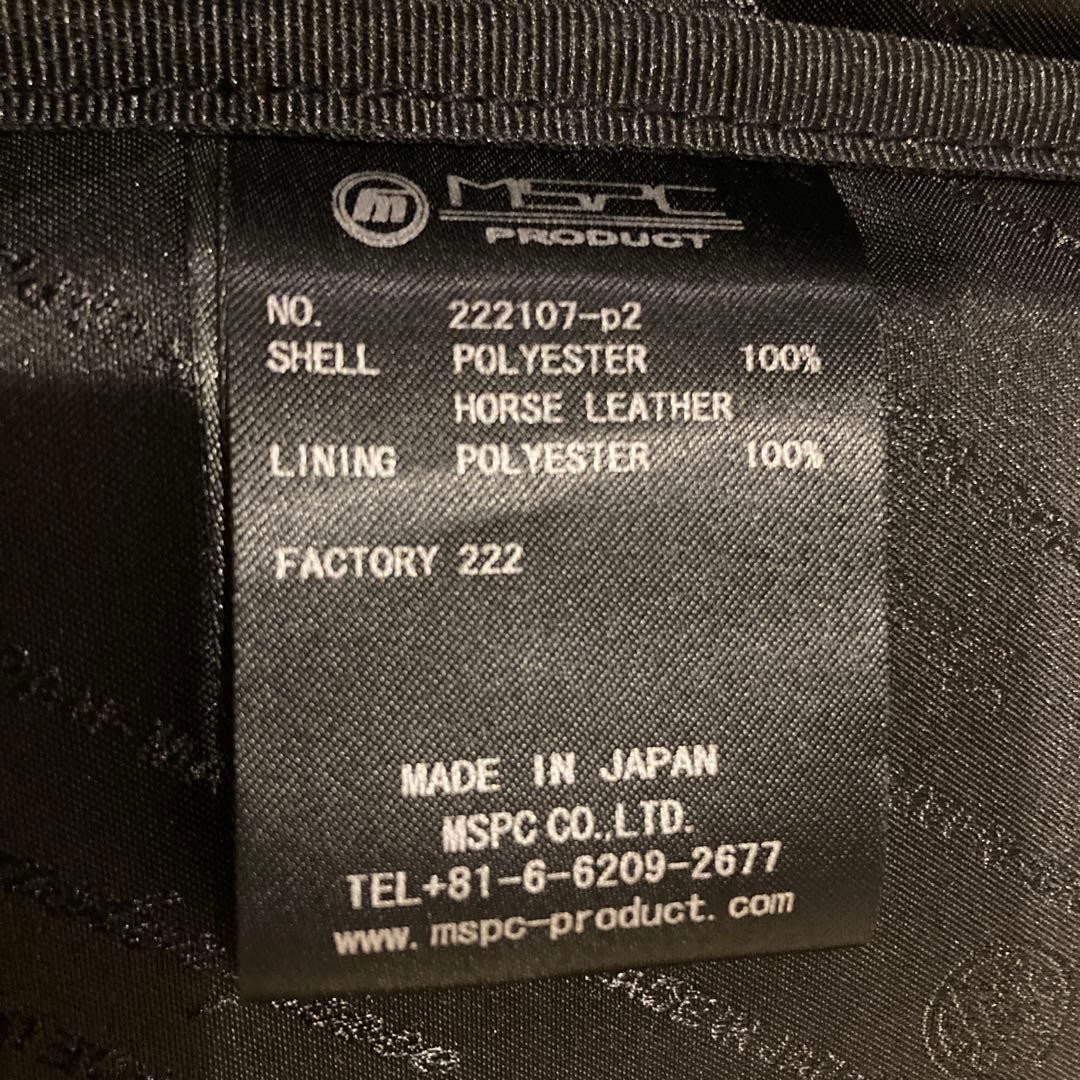 m MSPC
PRODUCT
NO. 222107-p2
SHELL POLYESTER 100%
HORSE LEATHER
LINING POLYESTER 100%
FACTORY 222
MADE IN JAPAN
MSPC CO.,LTD.
TEL+81-6-6209-2677
www.mspc-product.com